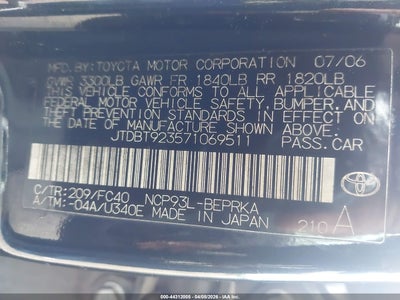 MFD.BY:TOYOTA MOTOR CORPORATION 07/06
GVWR 3300LB GAWR FR 1840LB RR 1820LB
THIS VEHICLE CONFORMS TO ALL APPLICABLE
FEDERAL MOTOR VEHICLE SAFETY, BUMPER, AND
THEFT PREVENTION STANDARDS IN EFFECT ON
THE DATE OF MANUFACTURE SHOWN ABOVE.
JTDBT923571069511 PASS.CAR
C/TR:209/FC40 NCP93L-BEPRKA
A/TM:-04A/U340E MADE IN JAPAN 210 A
TOYOTA
000-44312005 - 04/08/2026 - IAA